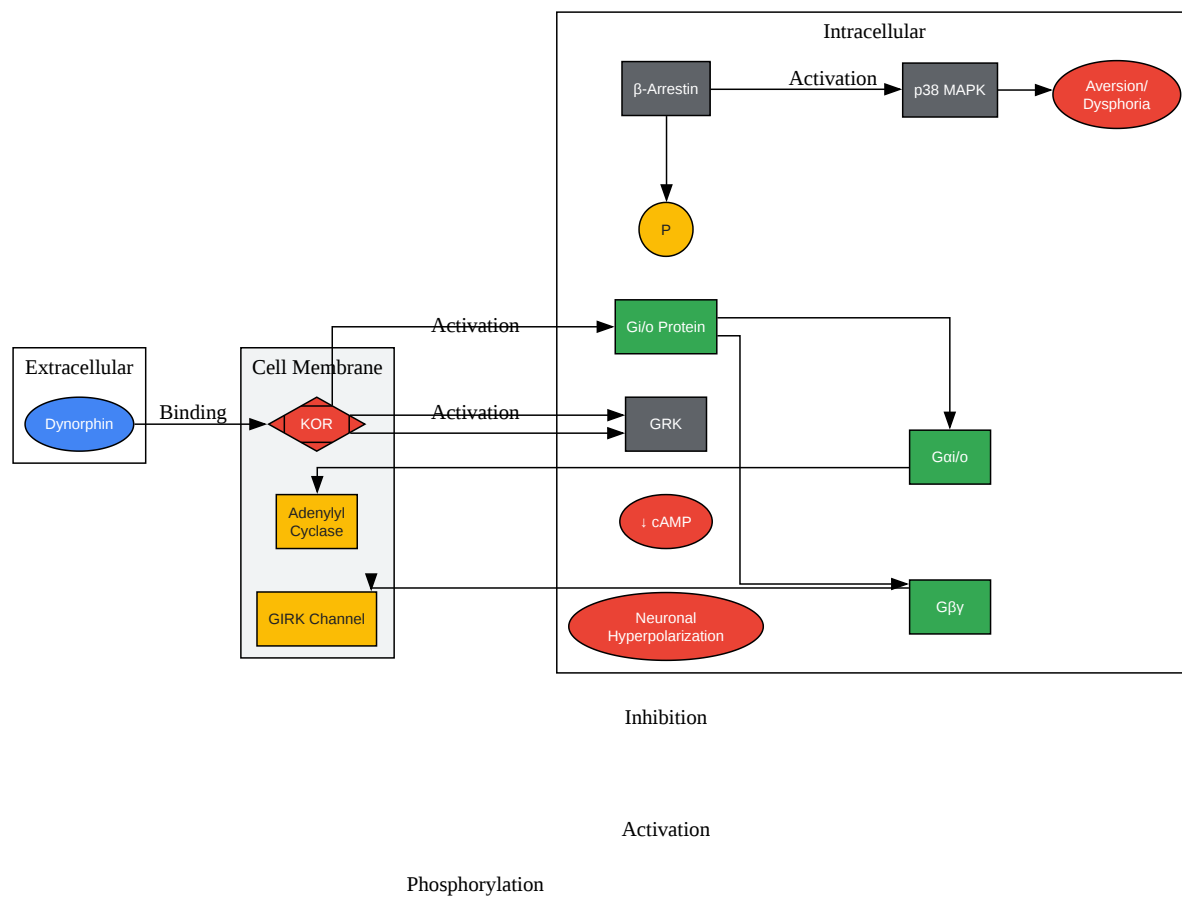 Intracellular
β-Arrestin
Activation
p38 MAPK
Aversion/
Dysphoria
P
Activation
Gi/o Protein
Extracellular
Cell Membrane
Dynorphin
Binding
KOR
Activation
GRK
Gαi/o
Adenylyl
Cyclase
↓ cAMP
GIRK Channel
Neuronal
Hyperpolarization
Gβγ
Inhibition
Activation
Phosphorylation